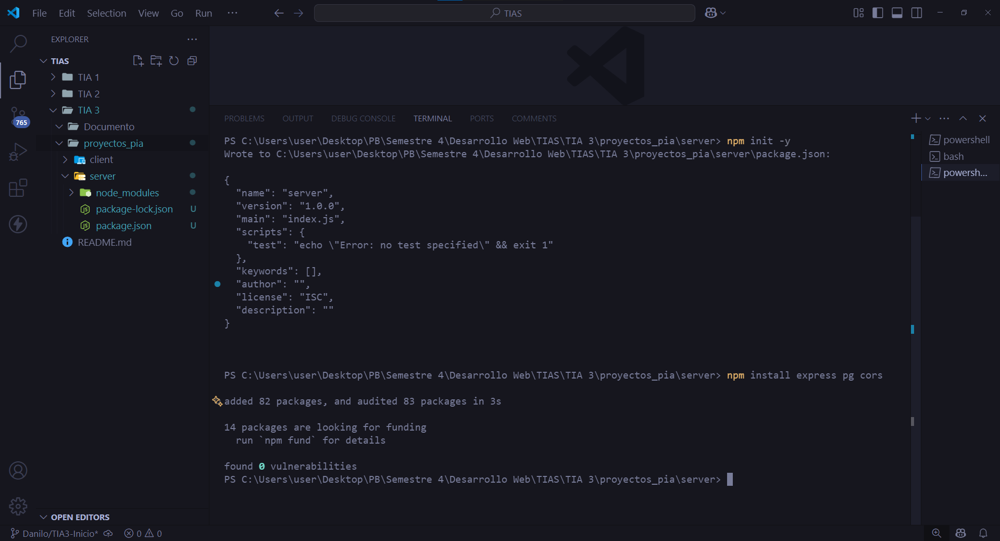 File Edit Selection View Go Run ···
TIAS
EXPLORER
TIAS
TIA 1
TIA 2
TIA 3
Documento
proyectos_pia
client
server
node_modules
package-lock.json U
package.json U
README.md
765
OPEN EDITORS
Danilo/TIA3-Inicio* 0 0
PROBLEMS OUTPUT DEBUG CONSOLE TERMINAL PORTS COMMENTS
PS C:\Users\user\Desktop\PB\Semestre 4\Desarrollo Web\TIAS\TIA 3\proyectos_pia\server> npm init -y
Wrote to C:\Users\user\Desktop\PB\Semestre 4\Desarrollo Web\TIAS\TIA 3\proyectos_pia\server\package.json:
{
"name": "server",
"version": "1.0.0",
"main": "index.js",
"scripts": {
"test": "echo \"Error: no test specified\" && exit 1"
},
"keywords": [],
"author": "",
"license": "ISC",
"description": ""
}
PS C:\Users\user\Desktop\PB\Semestre 4\Desarrollo Web\TIAS\TIA 3\proyectos_pia\server> npm install express pg cors
added 82 packages, and audited 83 packages in 3s
14 packages are looking for funding
run `npm fund` for details
found 0 vulnerabilities
PS C:\Users\user\Desktop\PB\Semestre 4\Desarrollo Web\TIAS\TIA 3\proyectos_pia\server>
powershell
bash
powersh...